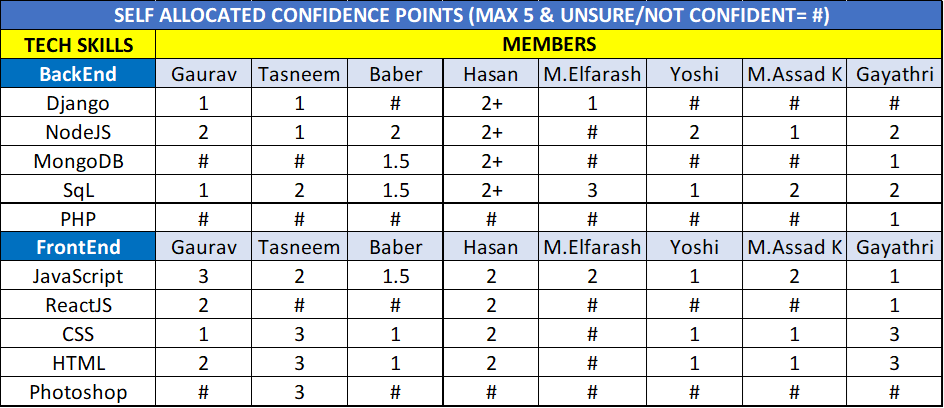 SELF ALLOCATED CONFIDENCE POINTS (MAX 5 & UNSURE/NOT CONFIDENT= #)
TECH SKILLS MEMBERS
BackEnd Gaurav Tasneem Baber Hasan M.Elfarash Yoshi M.Assad K Gayathri
Django 1 1 # 2+ 1 # # #
NodeJS 2 1 2 2+ # 2 1 2
MongoDB # # 1.5 2+ # # # 1
SqL 1 2 1.5 2+ 3 1 2 2
PHP # # # # # # # 1
FrontEnd Gaurav Tasneem Baber Hasan M.Elfarash Yoshi M.Assad K Gayathri
JavaScript 3 2 1.5 2 2 1 2 1
ReactJS 2 # # 2 # # # 1
CSS 1 3 1 2 # 1 1 3
HTML 2 3 1 2 # 1 1 3
Photoshop # 3 # # # # # #